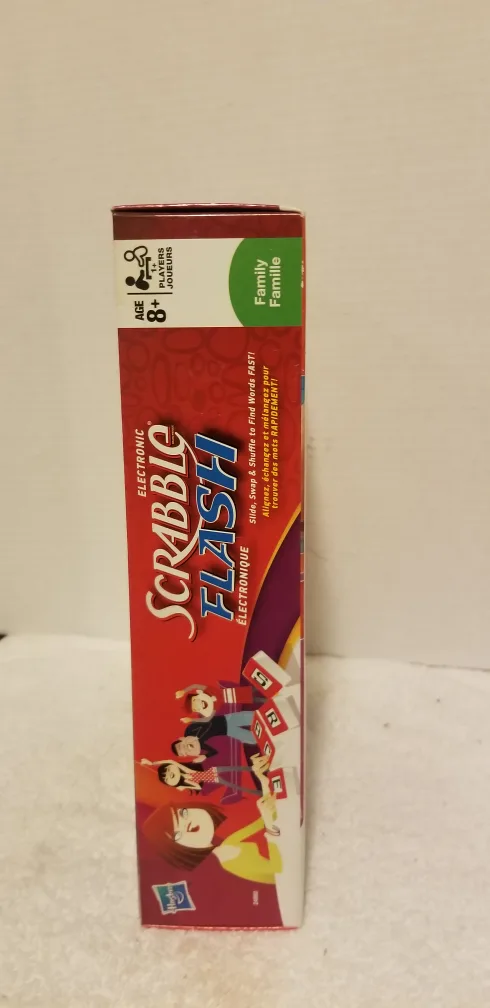 AGE
8+
1+
PLAYERS
JOUEURS
Family
Famille
ELECTRONIC
SCRABBLE®
FLASH
ÉLECTRONIQUE
Slide, Swap & Shuffle to Find Words FAST!
Alignez, échangez et mélangez pour
trouver des mots RAPIDEMENT!
S
R
F
Hasbro